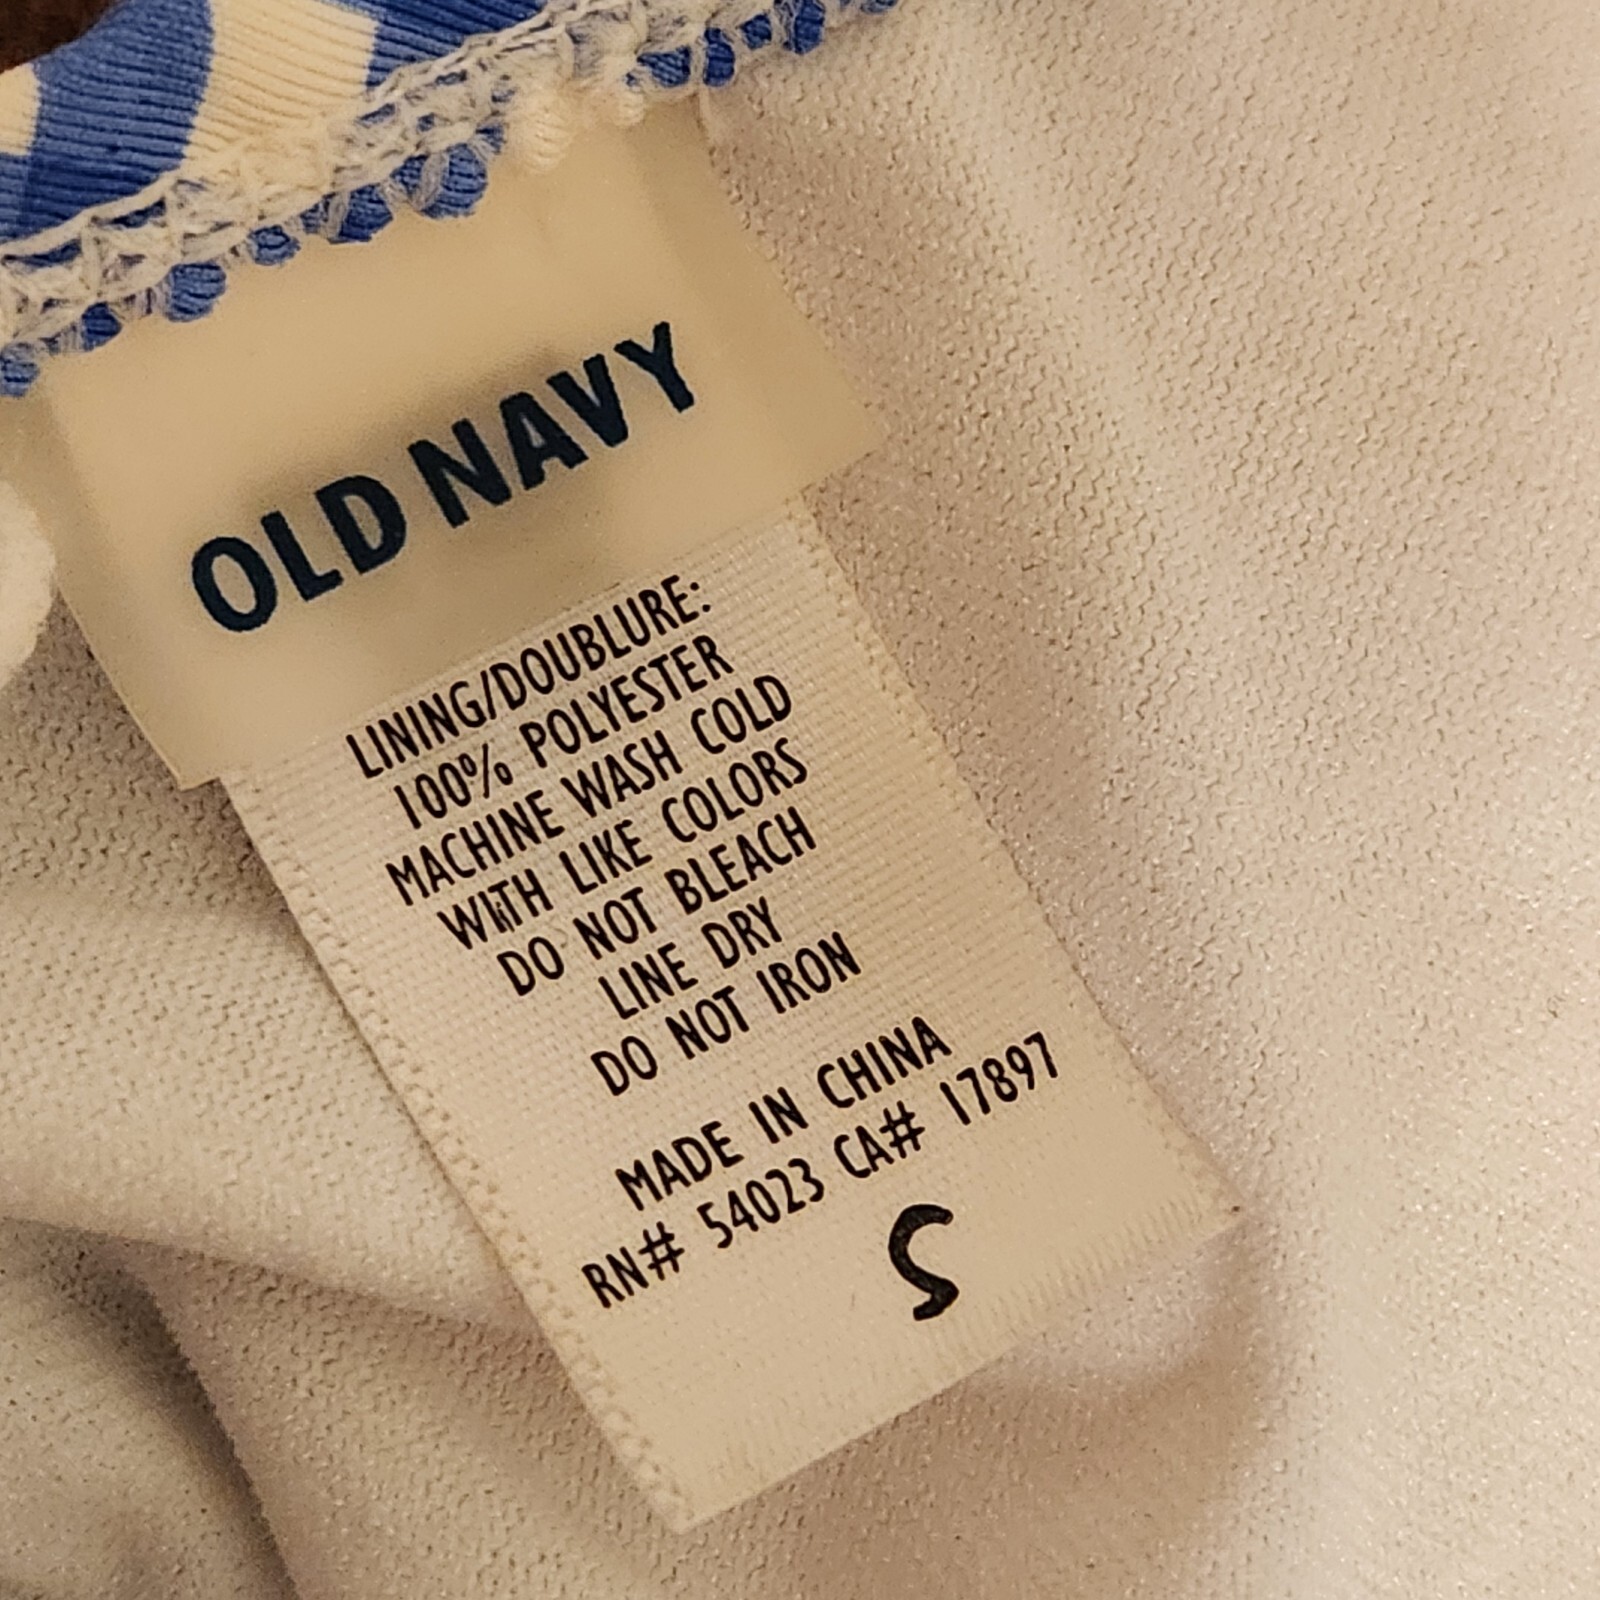 OLD NAVY
LINING/DOUBLURE:
100% POLYESTER
MACHINE WASH COLD
WITH LIKE COLORS
DO NOT BLEACH
LINE DRY
DO NOT IRON
MADE IN CHINA
RN# 54023 CA# 17897
S